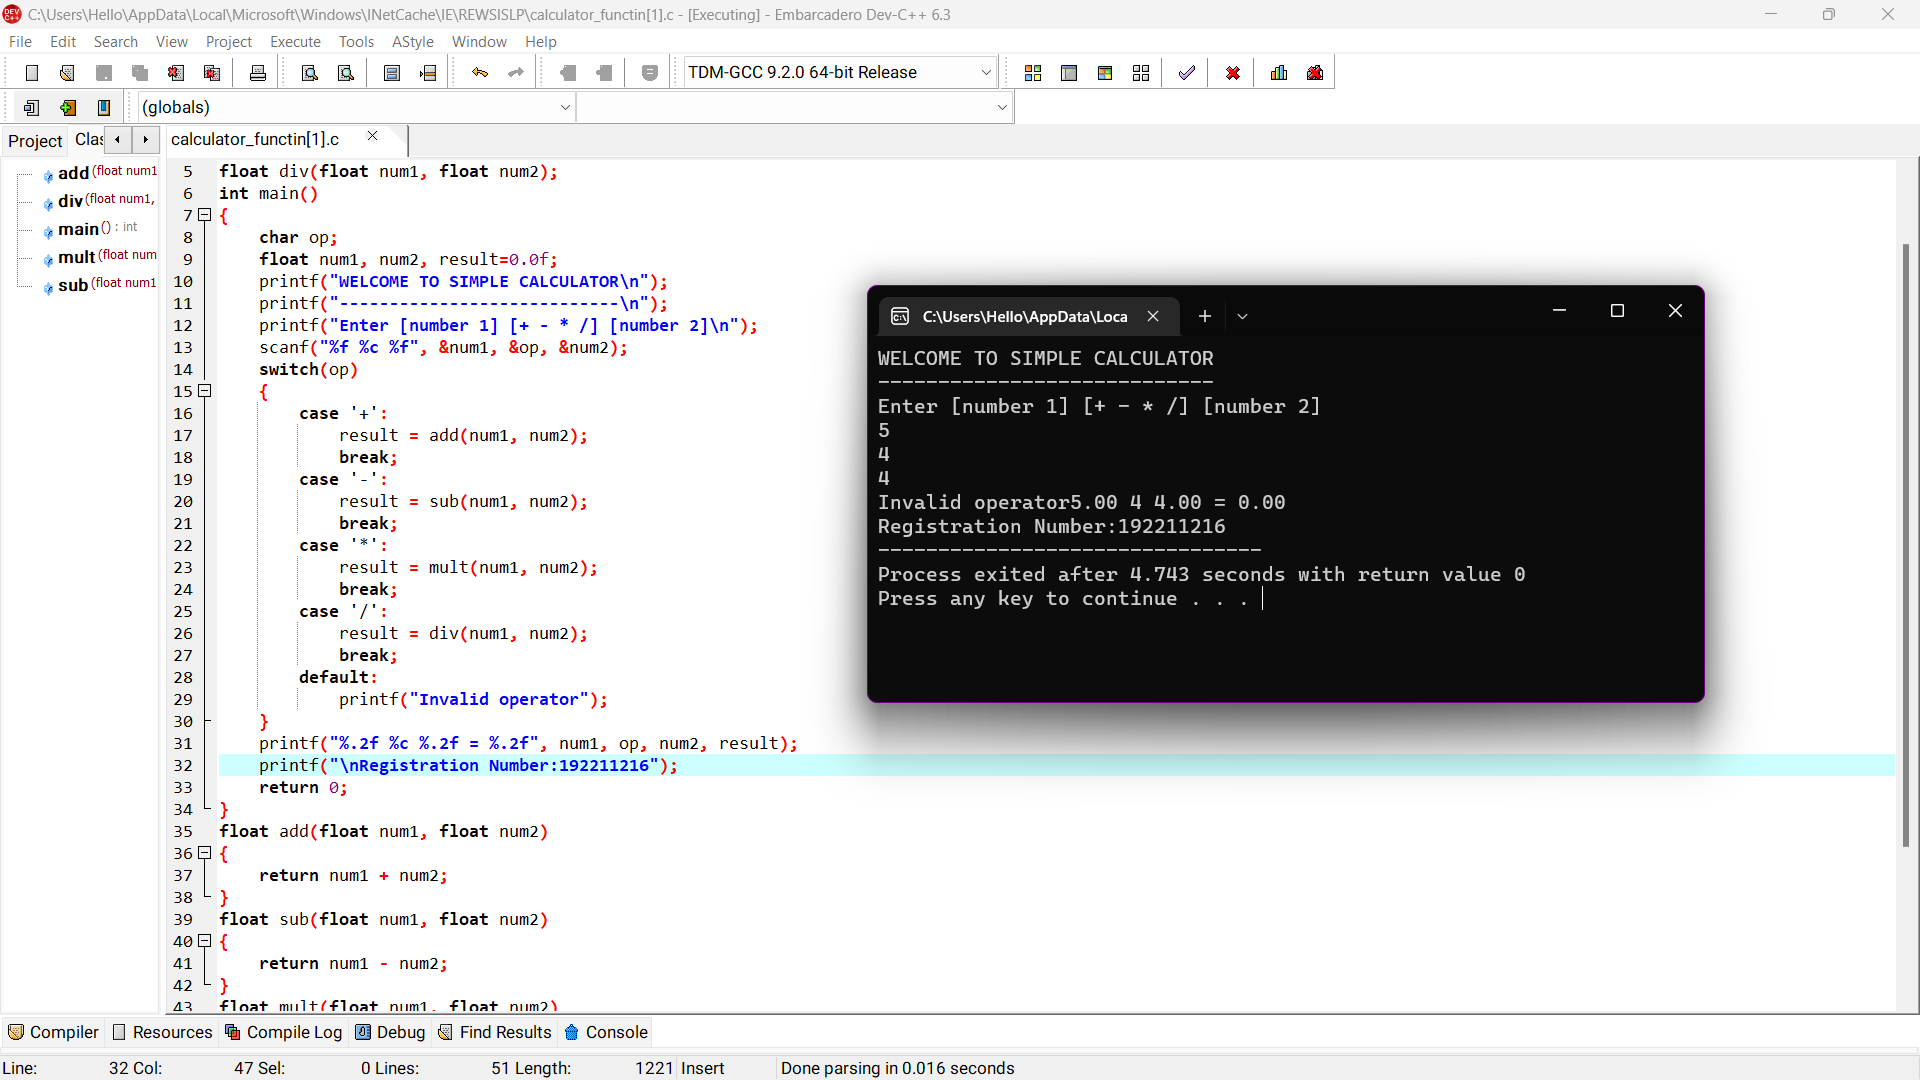 C:\Users\Hello\AppData\Local\Microsoft\Windows\INetCache\IE\REWSISLP\calculator_functin[1].c - [Executing] - Embarcadero Dev-C++ 6.3
File Edit Search View Project Execute Tools AStyle Window Help
TDM-GCC 9.2.0 64-bit Release
(globals)
Project Clas
calculator_functin[1].c
add (float num1
div (float num1,
main () : int
mult (float num
sub (float num1
5 float div(float num1, float num2);
6 int main()
7 {
8 char op;
9 float num1, num2, result=0.0f;
10 printf("WELCOME TO SIMPLE CALCULATOR\n");
11 printf("----------------------------\n");
12 printf("Enter [number 1] [+ - * /] [number 2]\n");
13 scanf("%f %c %f", &num1, &op, &num2);
14 switch(op)
15 {
16 case '+':
17 result = add(num1, num2);
18 break;
19 case '-':
20 result = sub(num1, num2);
21 break;
22 case '*':
23 result = mult(num1, num2);
24 break;
25 case '/':
26 result = div(num1, num2);
27 break;
28 default:
29 printf("Invalid operator");
30 }
31 printf("%.2f %c %.2f = %.2f", num1, op, num2, result);
32 printf("\nRegistration Number:192211216");
33 return 0;
34 }
35 float add(float num1, float num2)
36 {
37 return num1 + num2;
38 }
39 float sub(float num1, float num2)
40 {
41 return num1 - num2;
42 }
43 float mult(float num1, float num2)
C:\Users\Hello\AppData\Loca
WELCOME TO SIMPLE CALCULATOR
----------------------------
Enter [number 1] [+ - * /] [number 2]
5
4
4
Invalid operator5.00 4 4.00 = 0.00
Registration Number:192211216
--------------------------------
Process exited after 4.743 seconds with return value 0
Press any key to continue . . .
Compiler Resources Compile Log Debug Find Results Console
Line: 32 Col: 47 Sel: 0 Lines: 51 Length: 1221 Insert Done parsing in 0.016 seconds